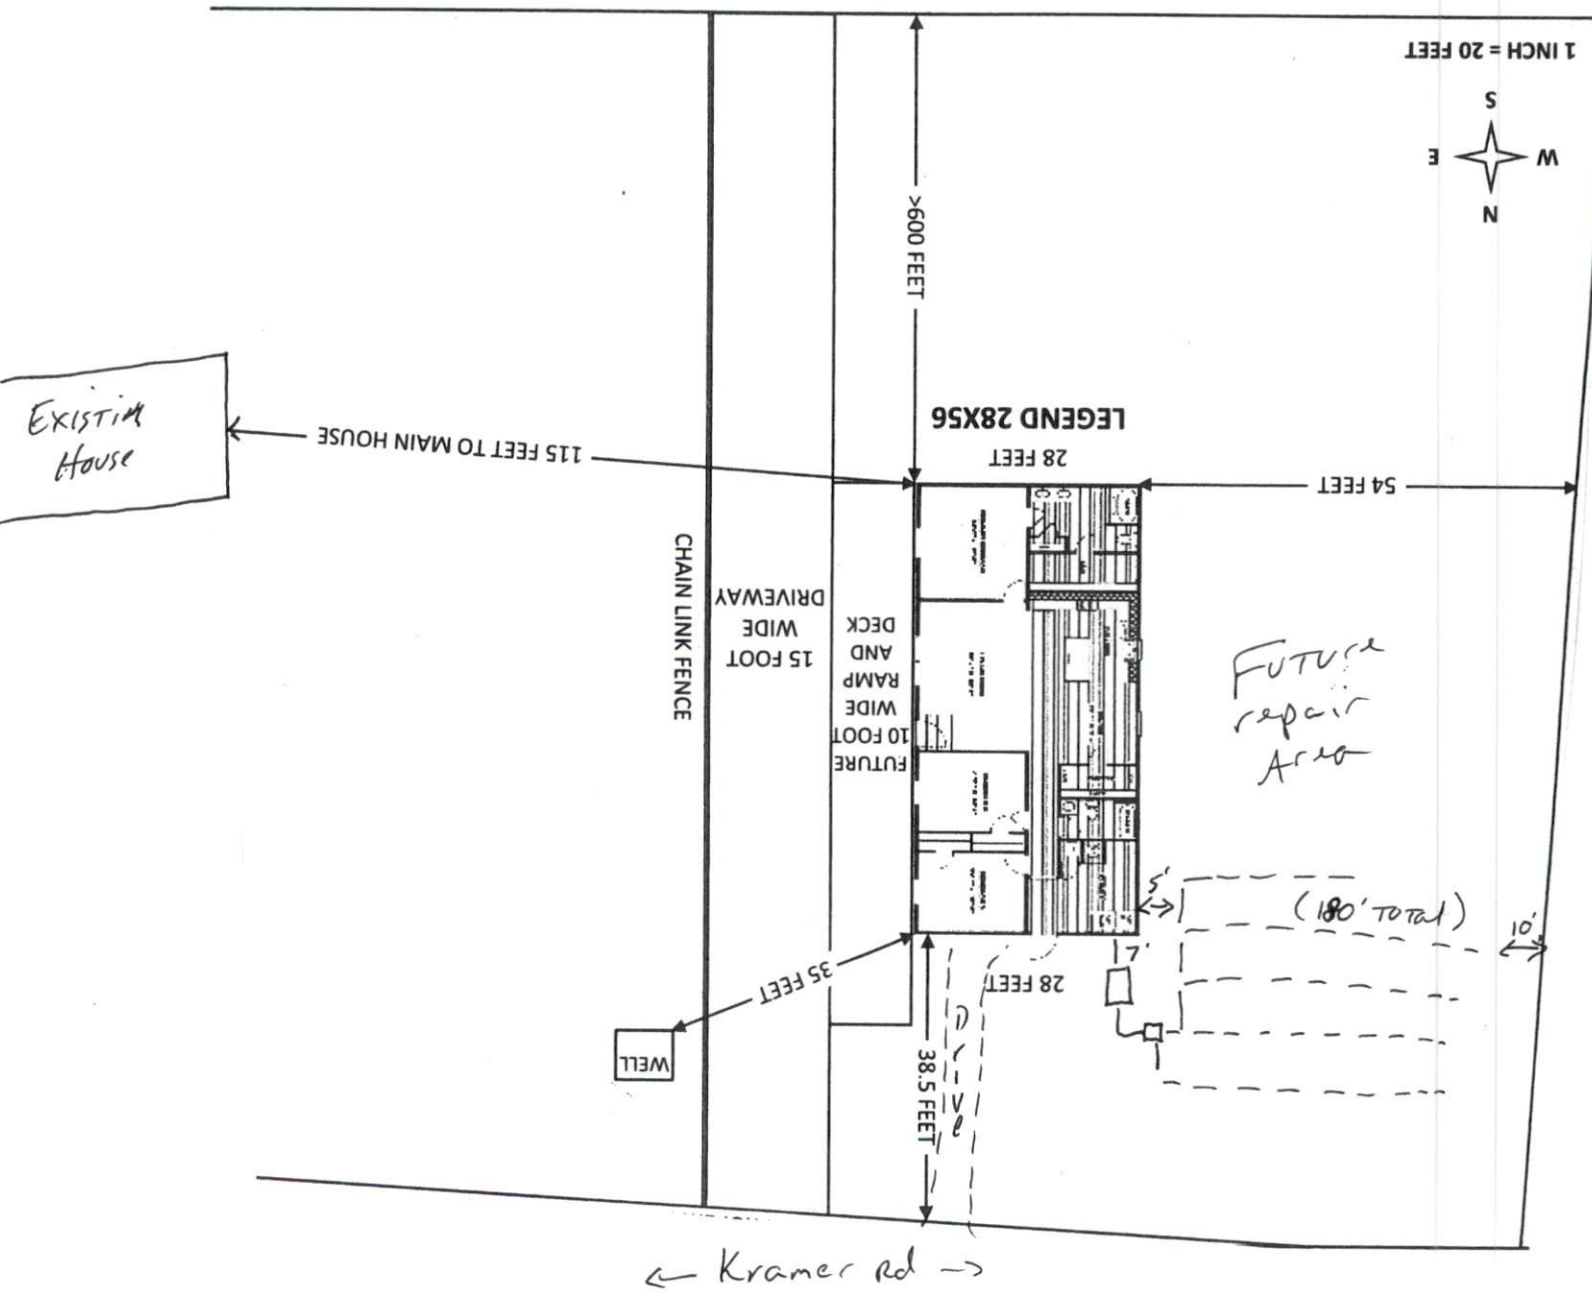 1 INCH = 20 FEET
S
E
W
N
>600 FEET
LEGEND 28X56
28 FEET
115 FEET TO MAIN HOUSE
54 FEET
Existin
House
CHAIN LINK FENCE
15 FOOT
WIDE
DRIVEWAY
FUTURE
10 FOOT
WIDE
RAMP
AND
DECK
Future
repair
Area
5'
(180' Total)
10'
7'
28 FEET
35 FEET
WELL
38.5 FEET
Drive
← Kramer Rd →